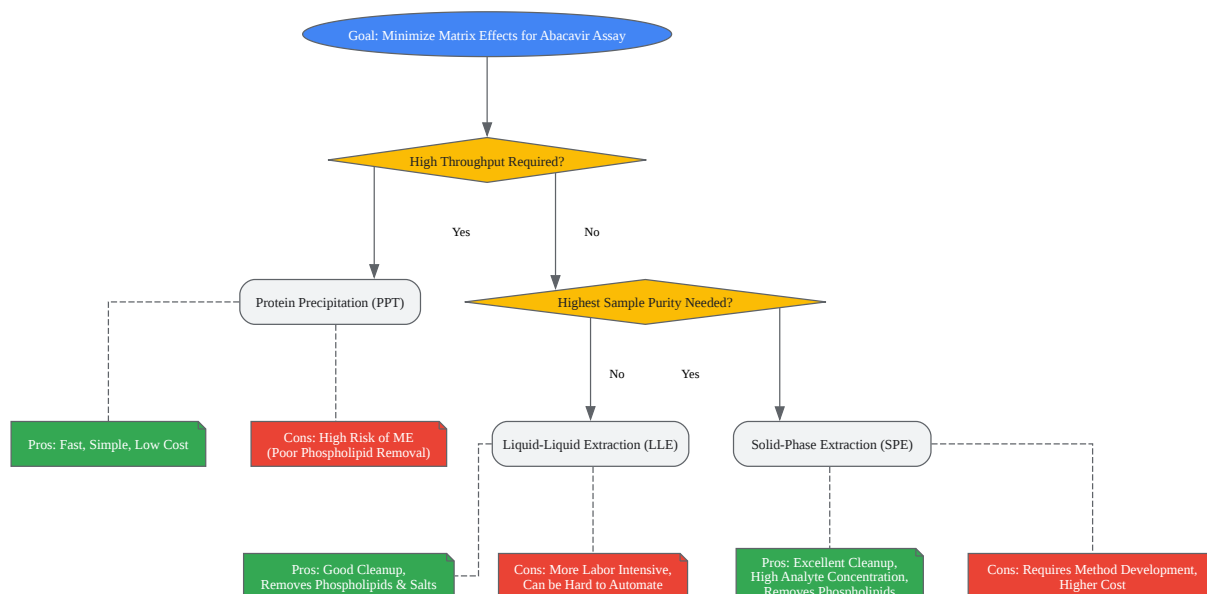 Goal: Minimize Matrix Effects for Abacavir Assay
High Throughput Required?
Yes
No
Protein Precipitation (PPT)
Highest Sample Purity Needed?
No
Yes
Pros: Fast, Simple, Low Cost
Cons: High Risk of ME
(Poor Phospholipid Removal)
Liquid-Liquid Extraction (LLE)
Solid-Phase Extraction (SPE)
Pros: Good Cleanup,
Removes Phospholipids & Salts
Cons: More Labor Intensive,
Can be Hard to Automate
Pros: Excellent Cleanup,
High Analyte Concentration,
Removes Phospholipids
Cons: Requires Method Development,
Higher Cost